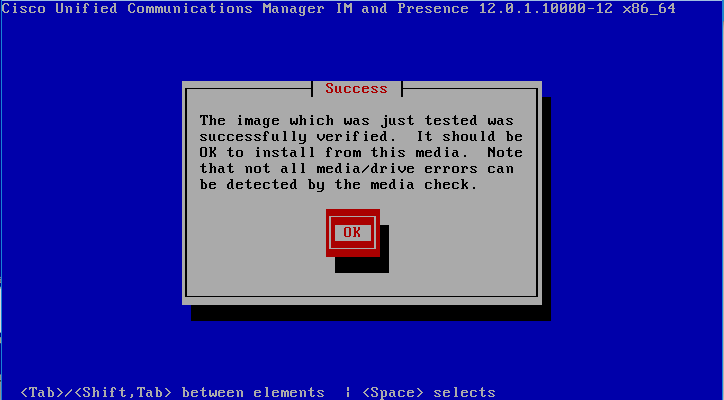 Cisco Unified Communications Manager IM and Presence 12.0.1.10000-12 x86_64
Success
The image which was just tested was
successfully verified.  It should be
OK to install from this media.  Note
that not all media/drive errors can
be detected by the media check.
OK
<Tab>/<Shift,Tab> between elements  ¦ <Space> selects